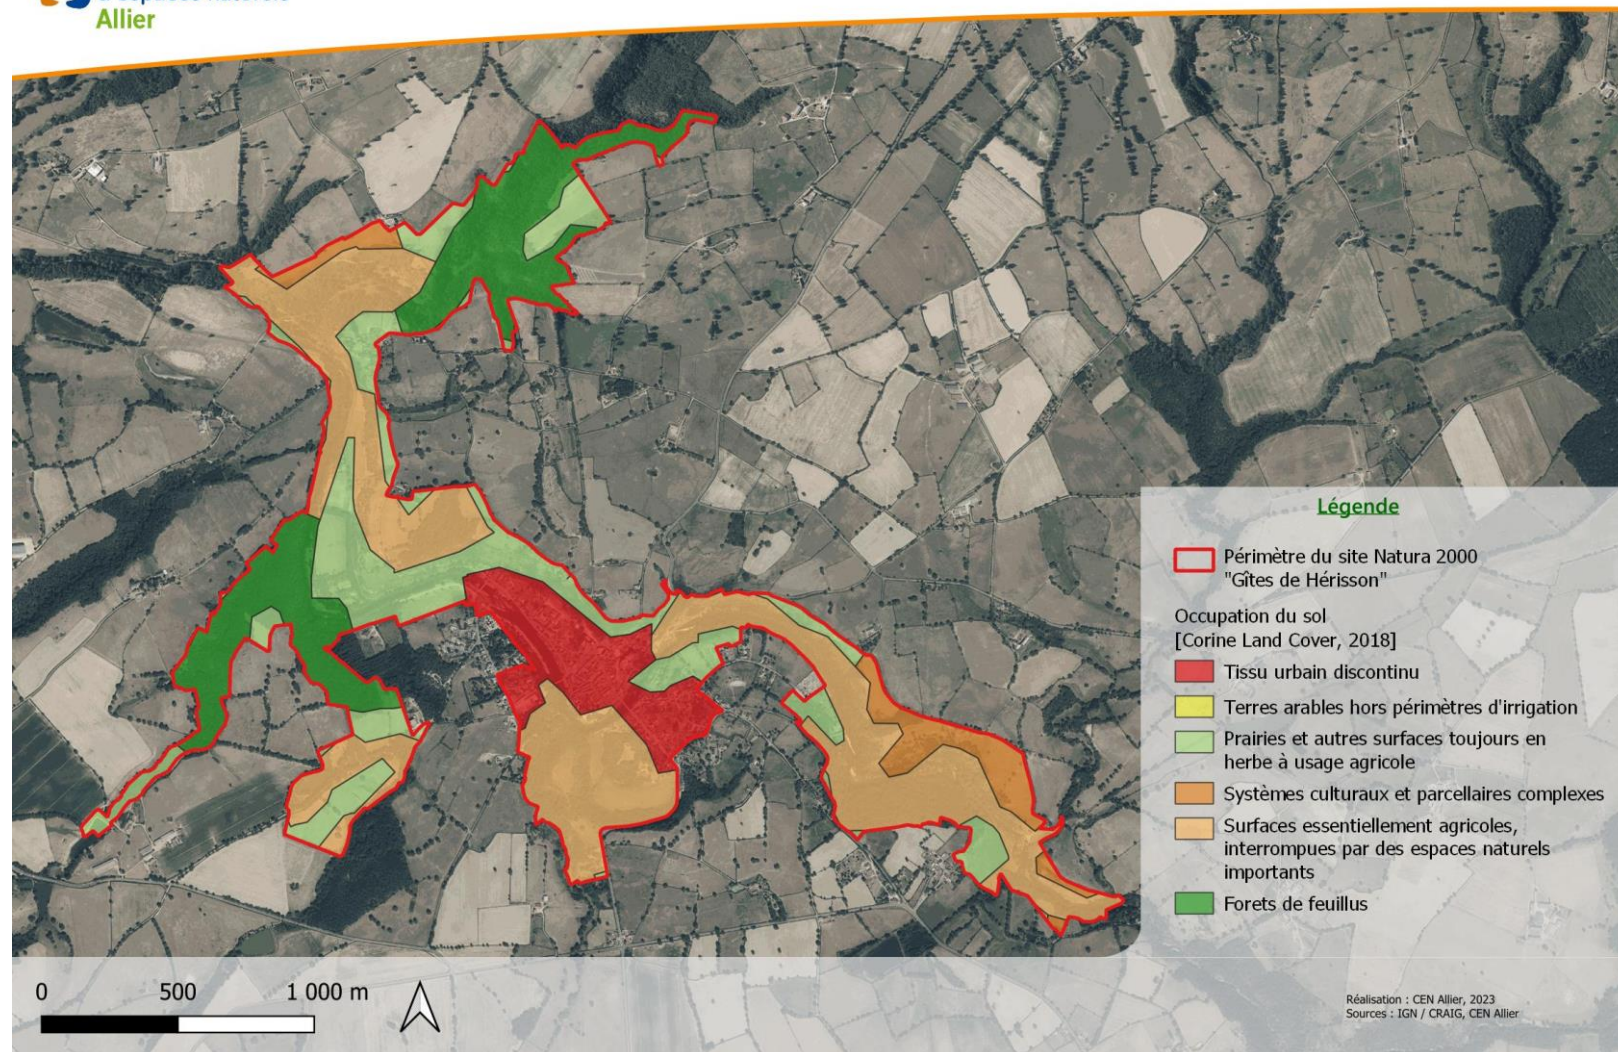 Allier
Légende
Périmètre du site Natura 2000
"Gîtes de Hérisson"
Occupation du sol
[Corine Land Cover, 2018]
Tissu urbain discontinu
Terres arables hors périmètres d'irrigation
Prairies et autres surfaces toujours en
herbe à usage agricole
Systèmes culturaux et parcellaires complexes
Surfaces essentiellement agricoles,
interrompues par des espaces naturels
importants
Forets de feuillus
0 500 1 000 m
Réalisation : CEN Allier, 2023
Sources : IGN / CRAIG, CEN Allier